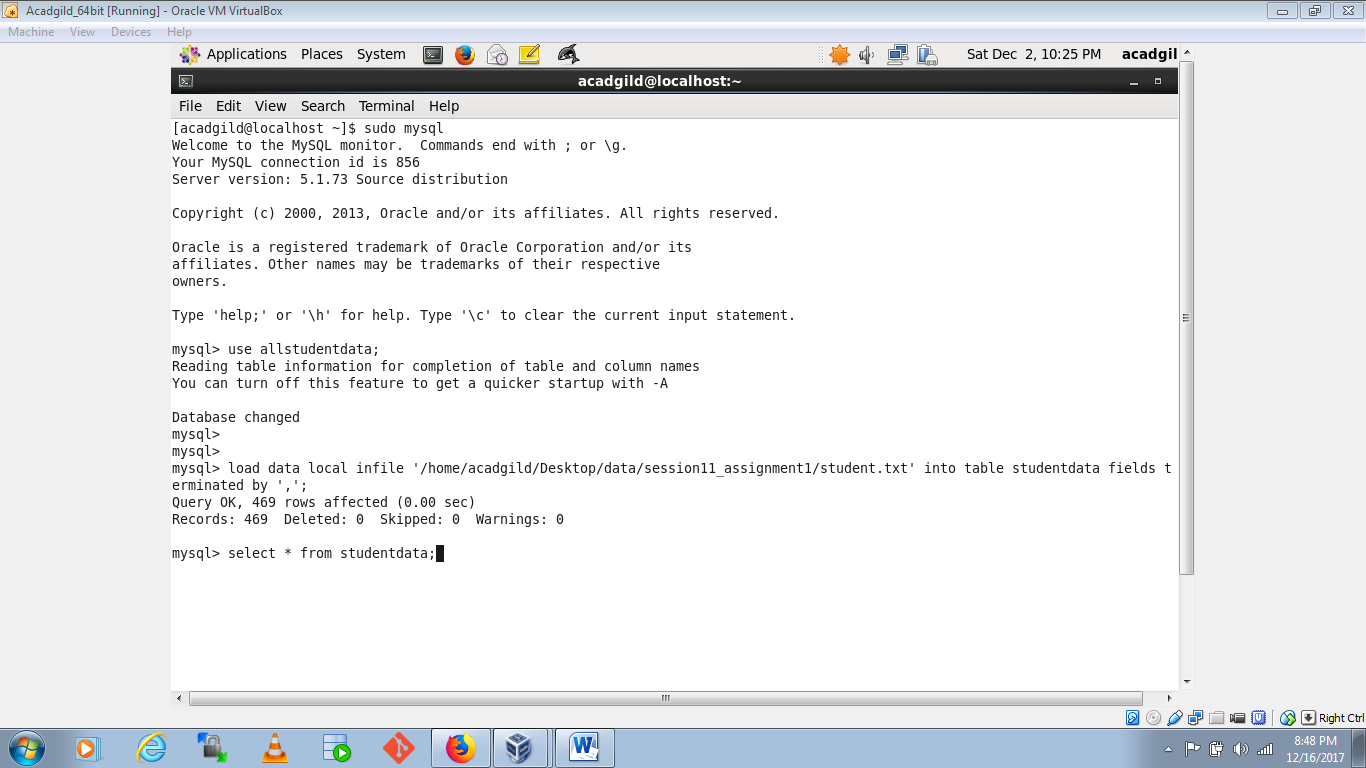 Acadgild_64bit [Running] - Oracle VM VirtualBox
Machine View Devices Help
Applications Places System Sat Dec 2, 10:25 PM acadgil
acadgild@localhost:~
File Edit View Search Terminal Help
[acadgild@localhost ~]$ sudo mysql
Welcome to the MySQL monitor.  Commands end with ; or \g.
Your MySQL connection id is 856
Server version: 5.1.73 Source distribution
Copyright (c) 2000, 2013, Oracle and/or its affiliates. All rights reserved.
Oracle is a registered trademark of Oracle Corporation and/or its
affiliates. Other names may be trademarks of their respective
owners.
Type 'help;' or '\h' for help. Type '\c' to clear the current input statement.
mysql> use allstudentdata;
Reading table information for completion of table and column names
You can turn off this feature to get a quicker startup with -A
Database changed
mysql>
mysql>
mysql> load data local infile '/home/acadgild/Desktop/data/session11_assignment1/student.txt' into table studentdata fields t
erminated by ',';
Query OK, 469 rows affected (0.00 sec)
Records: 469  Deleted: 0  Skipped: 0  Warnings: 0
mysql> select * from studentdata;
Right Ctrl
8:48 PM
12/16/2017